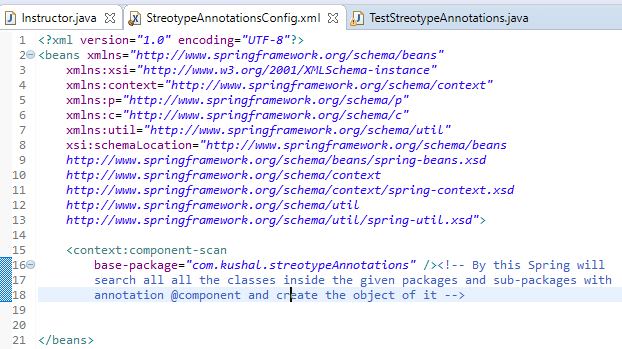 Instructor.java StreotypeAnnotationsConfig.xml TestStreotypeAnnotations.java
1 <?xml version="1.0" encoding="UTF-8"?>
2 <beans xmlns="http://www.springframework.org/schema/beans"
3 xmlns:xsi="http://www.w3.org/2001/XMLSchema-instance"
4 xmlns:context="http://www.springframework.org/schema/context"
5 xmlns:p="http://www.springframework.org/schema/p"
6 xmlns:c="http://www.springframework.org/schema/c"
7 xmlns:util="http://www.springframework.org/schema/util"
8 xsi:schemaLocation="http://www.springframework.org/schema/beans
9 http://www.springframework.org/schema/beans/spring-beans.xsd
10 http://www.springframework.org/schema/context
11 http://www.springframework.org/schema/context/spring-context.xsd
12 http://www.springframework.org/schema/util
13 http://www.springframework.org/schema/util/spring-util.xsd">
14
15 <context:component-scan
16 base-package="com.kushal.streotypeAnnotations" /><!-- By this Spring will
17 search all all the classes inside the given packages and sub-packages with
18 annotation @component and create the object of it -->
19
20
21 </beans>